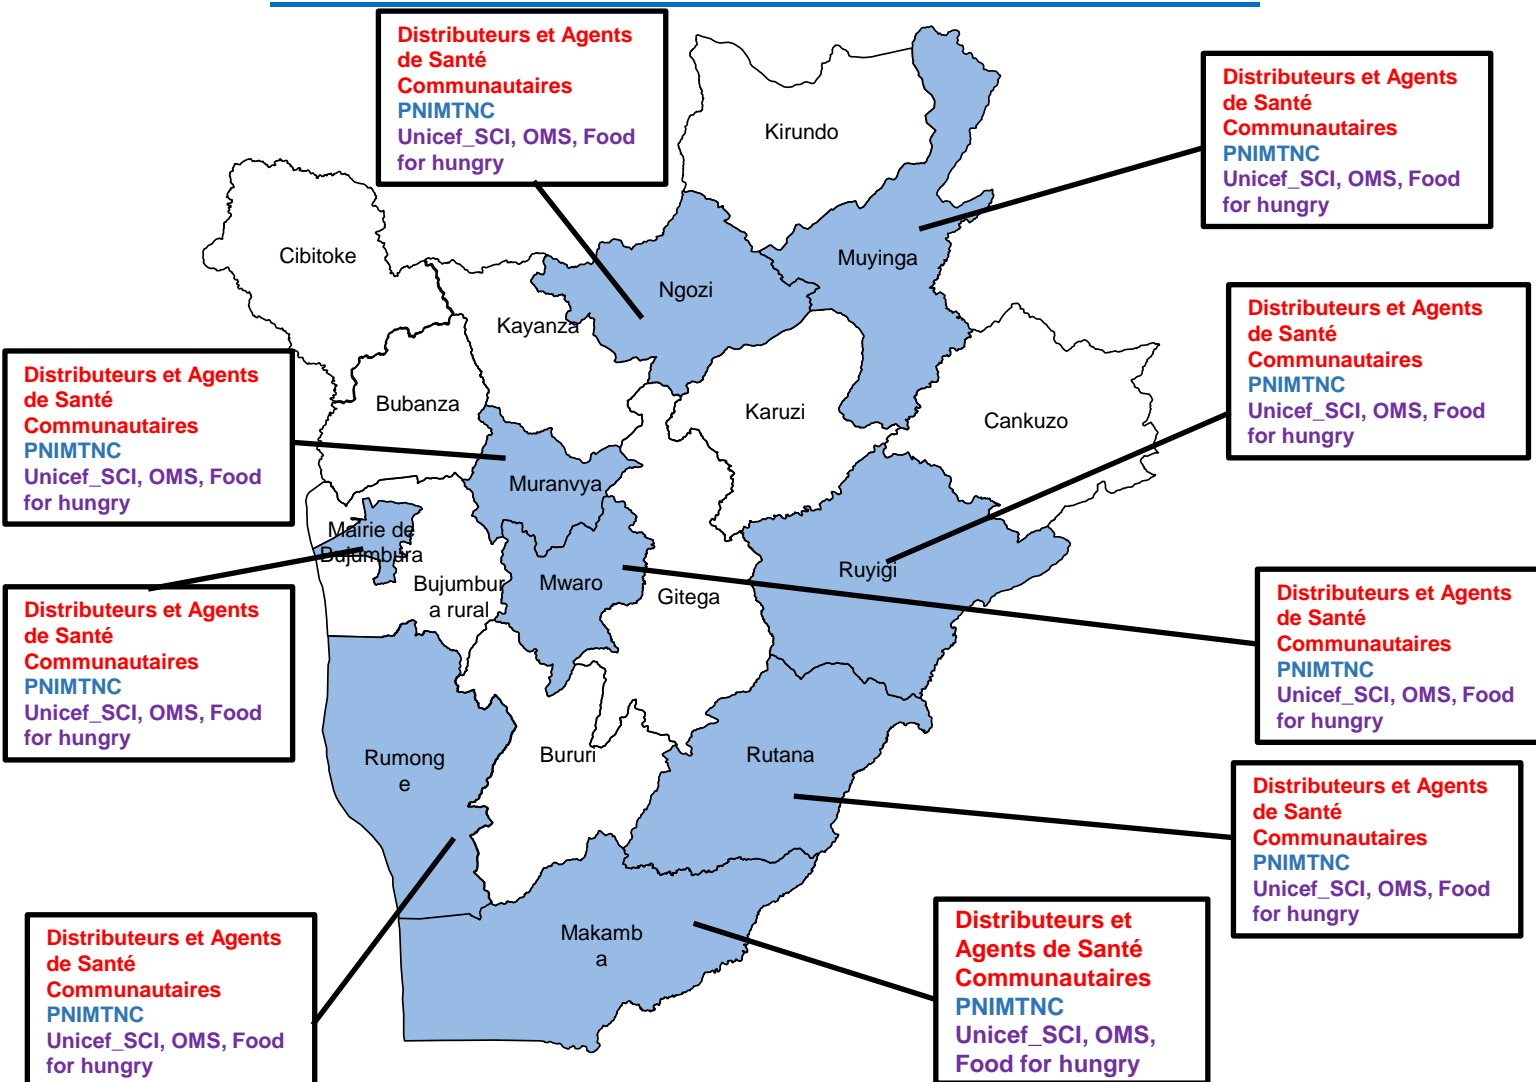 Distributeurs et Agents
de Santé
Communautaires
PNIMTNC
Unicef_SCI, OMS, Food
for hungry
Distributeurs et Agents
de Santé
Communautaires
PNIMTNC
Unicef_SCI, OMS, Food
for hungry
Kirundo
Cibitoke
Muyinga
Ngozi
Kayanza
Distributeurs et Agents
de Santé
Communautaires
PNIMTNC
Unicef_SCI, OMS, Food
for hungry
Distributeurs et Agents
de Santé
Communautaires
PNIMTNC
Unicef_SCI, OMS, Food
for hungry
Bubanza
Karuzi
Cankuzo
Muranvya
Mairie de
Bujumbura
Ruyigi
Bujumbur
a rural
Mwaro
Gitega
Distributeurs et Agents
de Santé
Communautaires
PNIMTNC
Unicef_SCI, OMS, Food
for hungry
Distributeurs et Agents
de Santé
Communautaires
PNIMTNC
Unicef_SCI, OMS, Food
for hungry
Rumong
e
Bururi
Rutana
Distributeurs et Agents
de Santé
Communautaires
PNIMTNC
Unicef_SCI, OMS, Food
for hungry
Makamb
a
Distributeurs et Agents
de Santé
Communautaires
PNIMTNC
Unicef_SCI, OMS, Food
for hungry
Distributeurs et
Agents de Santé
Communautaires
PNIMTNC
Unicef_SCI, OMS,
Food for hungry